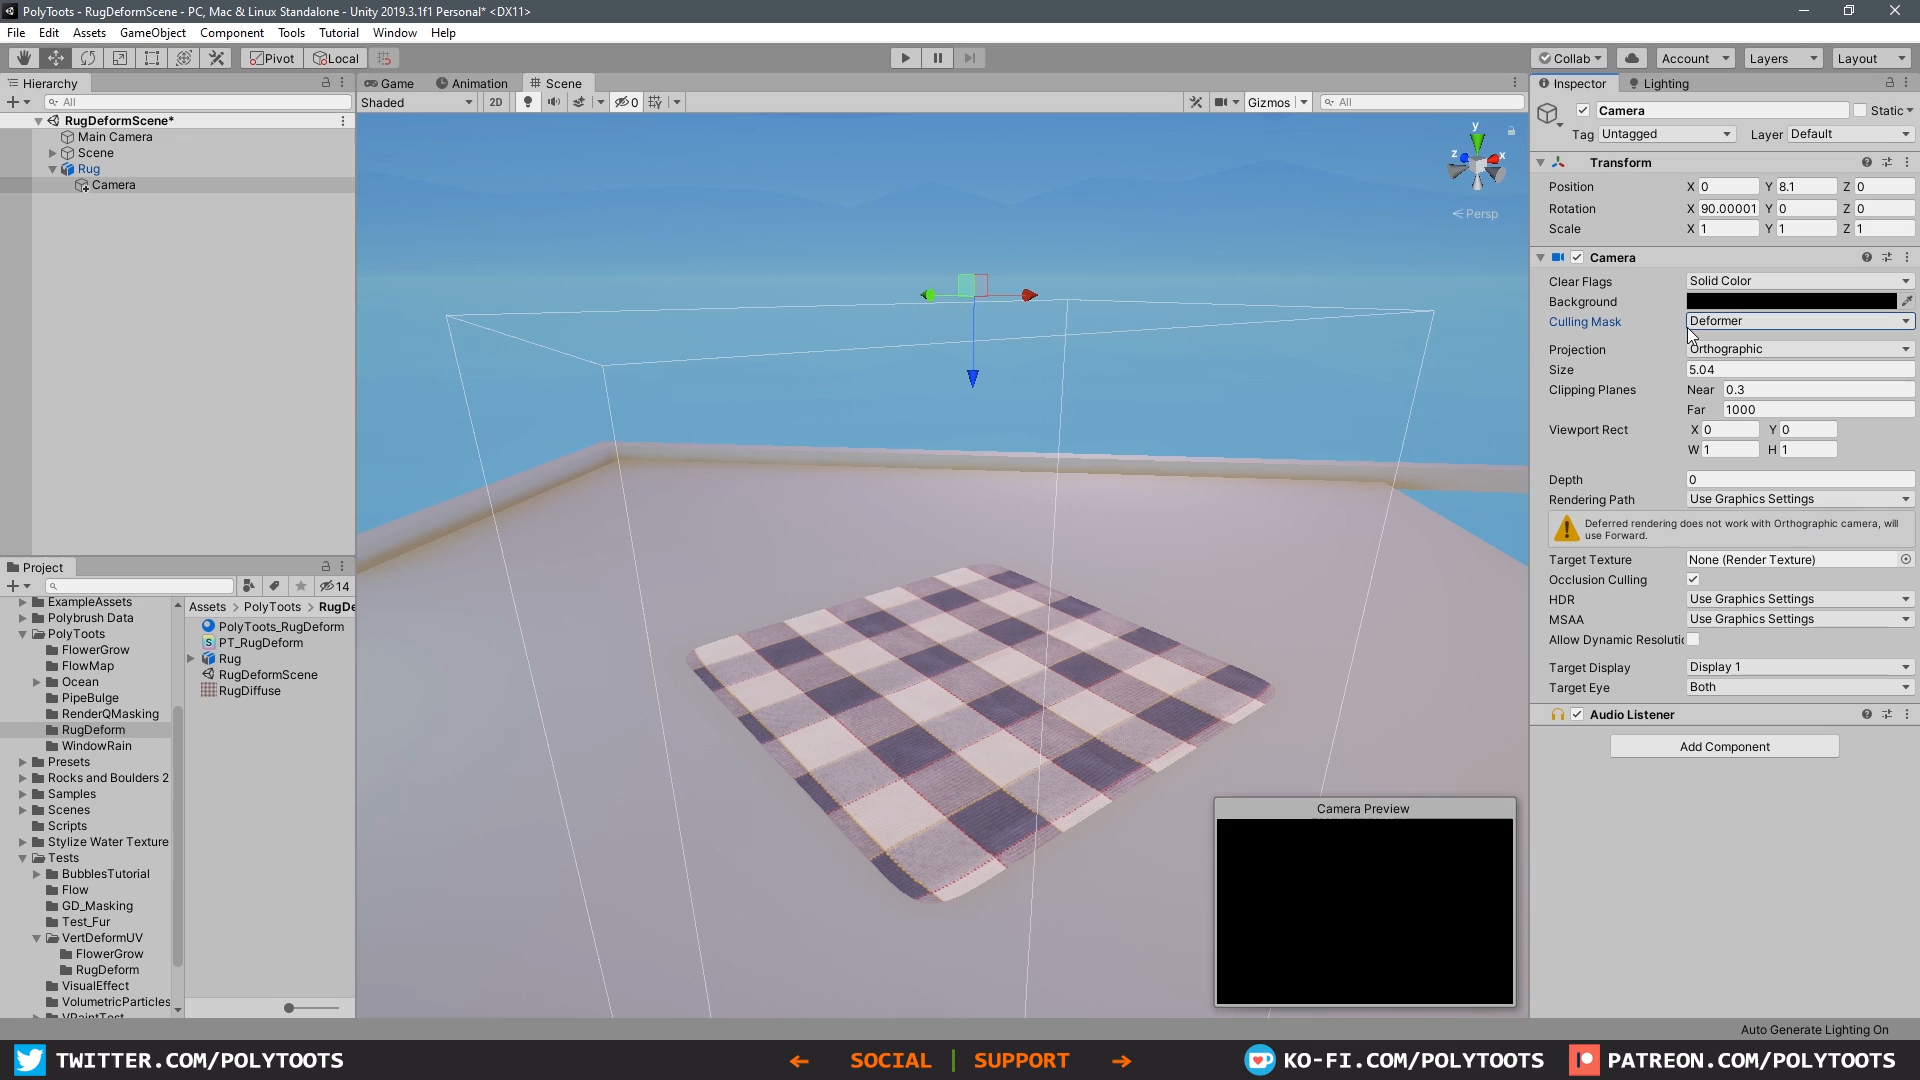 PolyToots - RugDeformScene - PC, Mac & Linux Standalone - Unity 2019.3.1f1 Personal* <DX11>
File Edit Assets GameObject Component Tools Tutorial Window Help
Pivot Local Collab Account Layers Layout
Hierarchy
All
RugDeformScene*
Main Camera
Scene
Rug
Camera
Game Animation Scene
Shaded 2D 0 Gizmos All
y
z x
Persp
Camera Preview
Project
14
ExampleAssets
Polybrush Data
PolyToots
FlowerGrow
FlowMap
Ocean
PipeBulge
RenderQMasking
RugDeform
WindowRain
Presets
Rocks and Boulders 2
Samples
Scenes
Scripts
Stylize Water Texture
Tests
BubblesTutorial
Flow
GD_Masking
Test_Fur
VertDeformUV
FlowerGrow
RugDeform
VisualEffect
VolumetricParticles
VPaintTest
Assets > PolyToots > RugDe
PolyToots_RugDeform
PT_RugDeform
Rug
RugDeformScene
RugDiffuse
Inspector Lighting
Camera Static
Tag Untagged Layer Default
Transform
Position X 0 Y 8.1 Z 0
Rotation X 90.00001 Y 0 Z 0
Scale X 1 Y 1 Z 1
Camera
Clear Flags Solid Color
Background
Culling Mask Deformer
Projection Orthographic
Size 5.04
Clipping Planes Near 0.3
Far 1000
Viewport Rect X 0 Y 0
W 1 H 1
Depth 0
Rendering Path Use Graphics Settings
Deferred rendering does not work with Orthographic camera, will
use Forward.
Target Texture None (Render Texture)
Occlusion Culling
HDR Use Graphics Settings
MSAA Use Graphics Settings
Allow Dynamic Resolutic
Target Display Display 1
Target Eye Both
Audio Listener
Add Component
Auto Generate Lighting On
TWITTER.COM/POLYTOOTS ← SOCIAL | SUPPORT → KO-FI.COM/POLYTOOTS PATREON.COM/POLYTOOTS